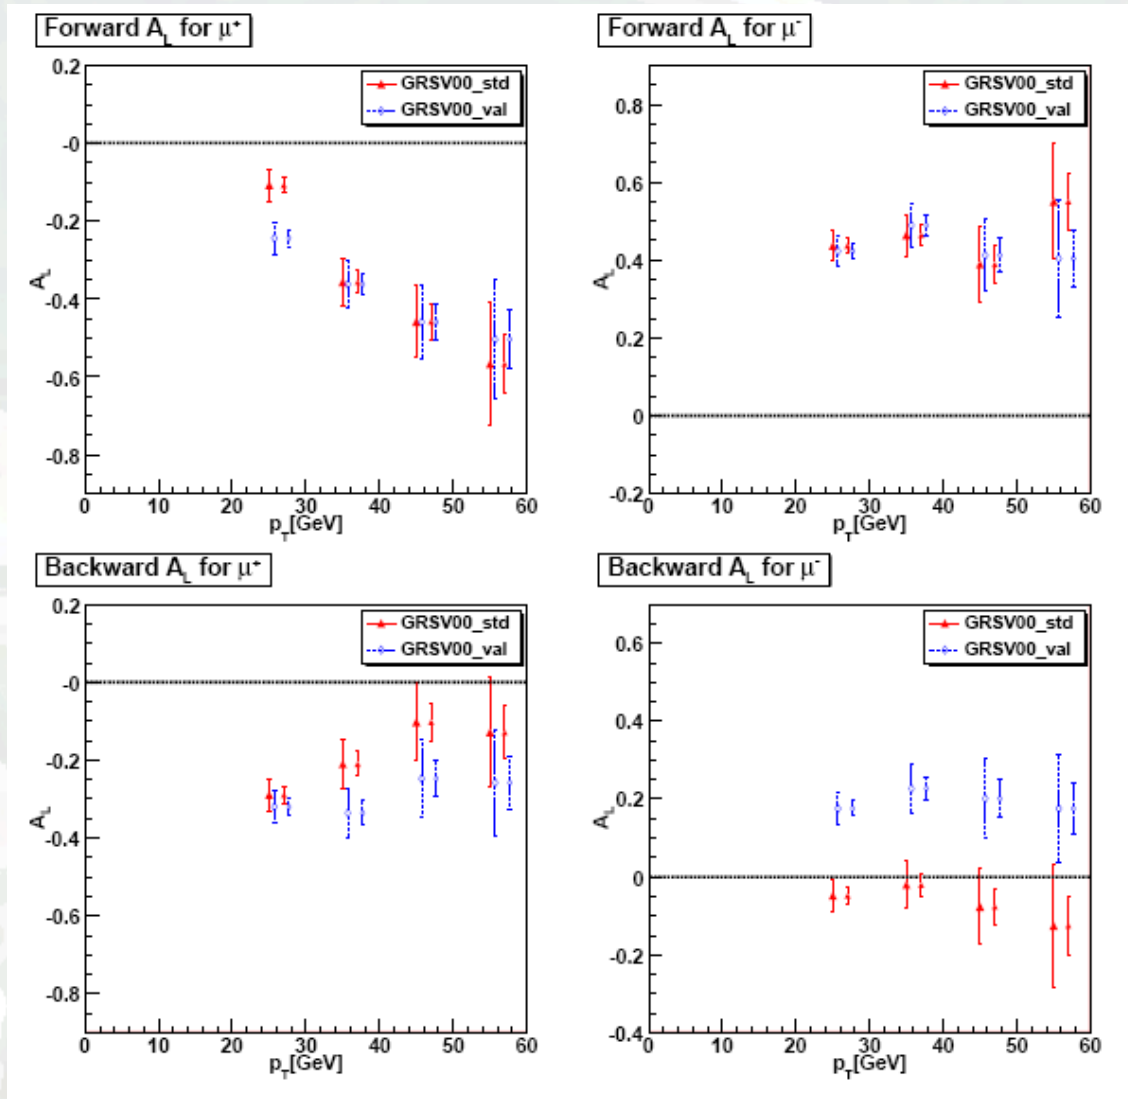 Forward A_L for μ⁺
0.2
-0
-0.2
-0.4
-0.6
-0.8
A_L
GRSV00_std
GRSV00_val
0 10 20 30 40 50 60
p_T[GeV]
Forward A_L for μ⁻
0.8
0.6
0.4
0.2
0
-0.2
A_L
GRSV00_std
GRSV00_val
0 10 20 30 40 50 60
p_T[GeV]
Backward A_L for μ⁺
0.2
-0
-0.2
-0.4
-0.6
-0.8
A_L
GRSV00_std
GRSV00_val
0 10 20 30 40 50 60
p_T[GeV]
Backward A_L for μ⁻
0.6
0.4
0.2
0
-0.2
-0.4
A_L
GRSV00_std
GRSV00_val
0 10 20 30 40 50 60
p_T[GeV]